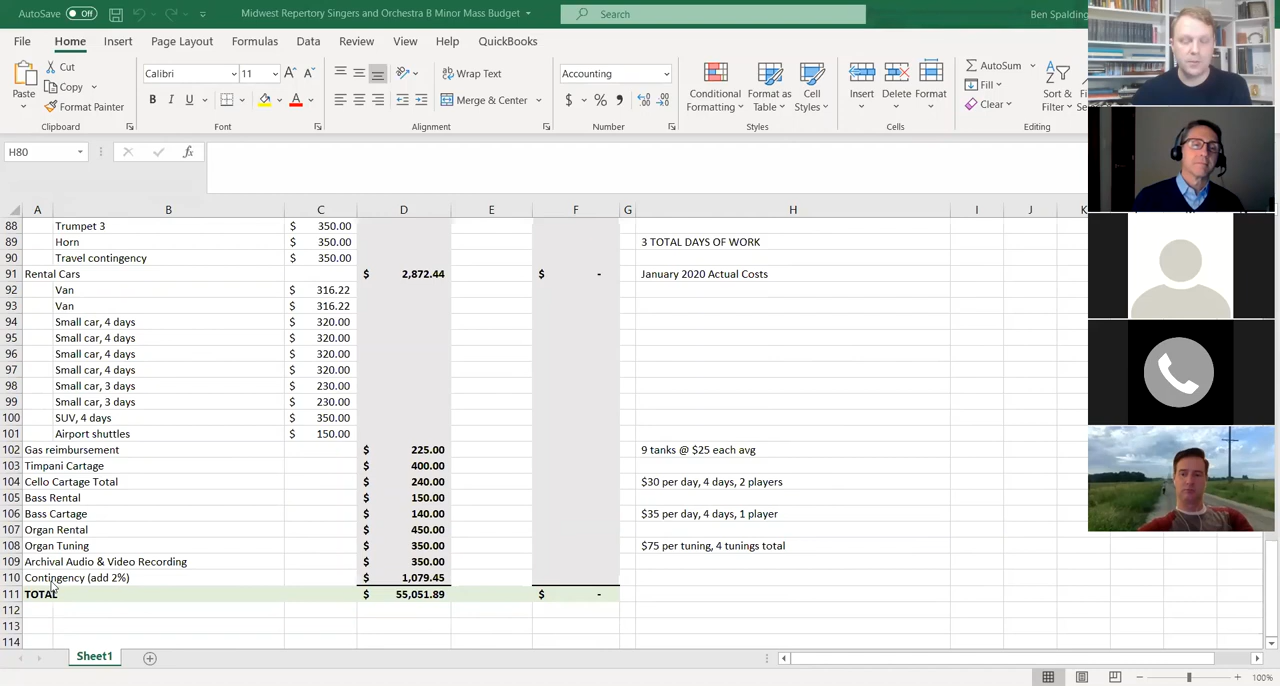 AutoSave Off Midwest Repertory Singers and Orchestra B Minor Mass Budget Search Ben Spalding
File Home Insert Page Layout Formulas Data Review View Help QuickBooks
Paste Cut Copy Format Painter Calibri 11 B I U Wrap Text Merge & Center Accounting $ % Conditional Formatting Format as Table Cell Styles Insert Delete Format AutoSum Fill Clear Sort & Filter
Clipboard Font Alignment Number Styles Cells Editing
H80 fx
A B C D E F G H I J K
88 Trumpet 3 $ 350.00
89 Horn $ 350.00 3 TOTAL DAYS OF WORK
90 Travel contingency $ 350.00
91 Rental Cars $ 2,872.44 $ - January 2020 Actual Costs
92 Van $ 316.22
93 Van $ 316.22
94 Small car, 4 days $ 320.00
95 Small car, 4 days $ 320.00
96 Small car, 4 days $ 320.00
97 Small car, 4 days $ 320.00
98 Small car, 3 days $ 230.00
99 Small car, 3 days $ 230.00
100 SUV, 4 days $ 350.00
101 Airport shuttles $ 150.00
102 Gas reimbursement $ 225.00 9 tanks @ $25 each avg
103 Timpani Cartage $ 400.00
104 Cello Cartage Total $ 240.00 $30 per day, 4 days, 2 players
105 Bass Rental $ 150.00
106 Bass Cartage $ 140.00 $35 per day, 4 days, 1 player
107 Organ Rental $ 450.00
108 Organ Tuning $ 350.00 $75 per tuning, 4 tunings total
109 Archival Audio & Video Recording $ 350.00
110 Contingency (add 2%) $ 1,079.45
111 TOTAL $ 55,051.89 $ -
112
113
114
Sheet1
100%